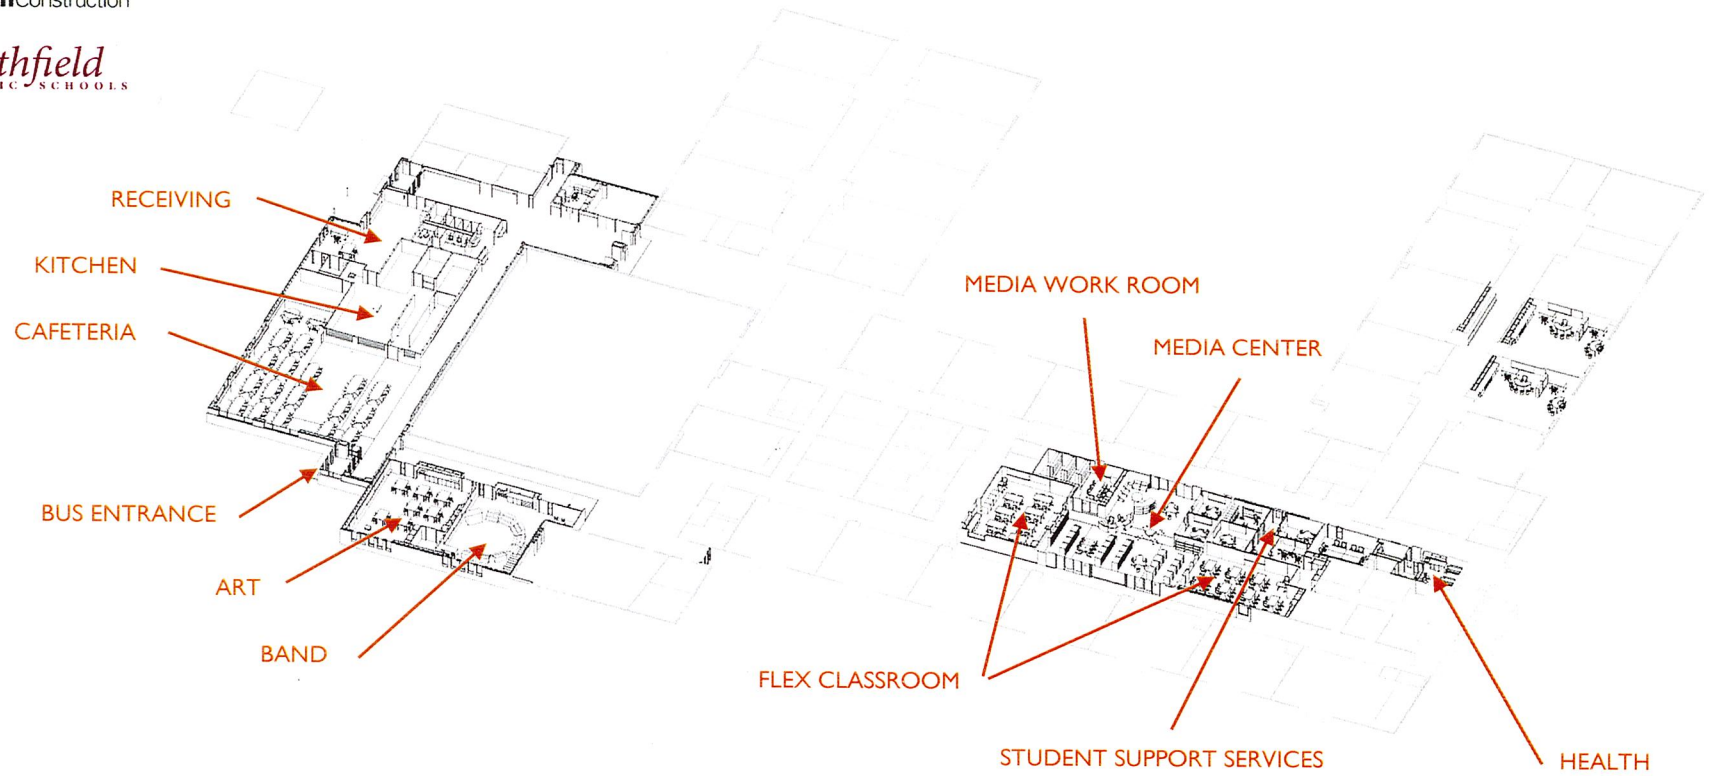 Construction
thfield
IC SCHOOLS
RECEIVING
KITCHEN
CAFETERIA
BUS ENTRANCE
ART
BAND
MEDIA WORK ROOM
MEDIA CENTER
FLEX CLASSROOM
STUDENT SUPPORT SERVICES
HEALTH